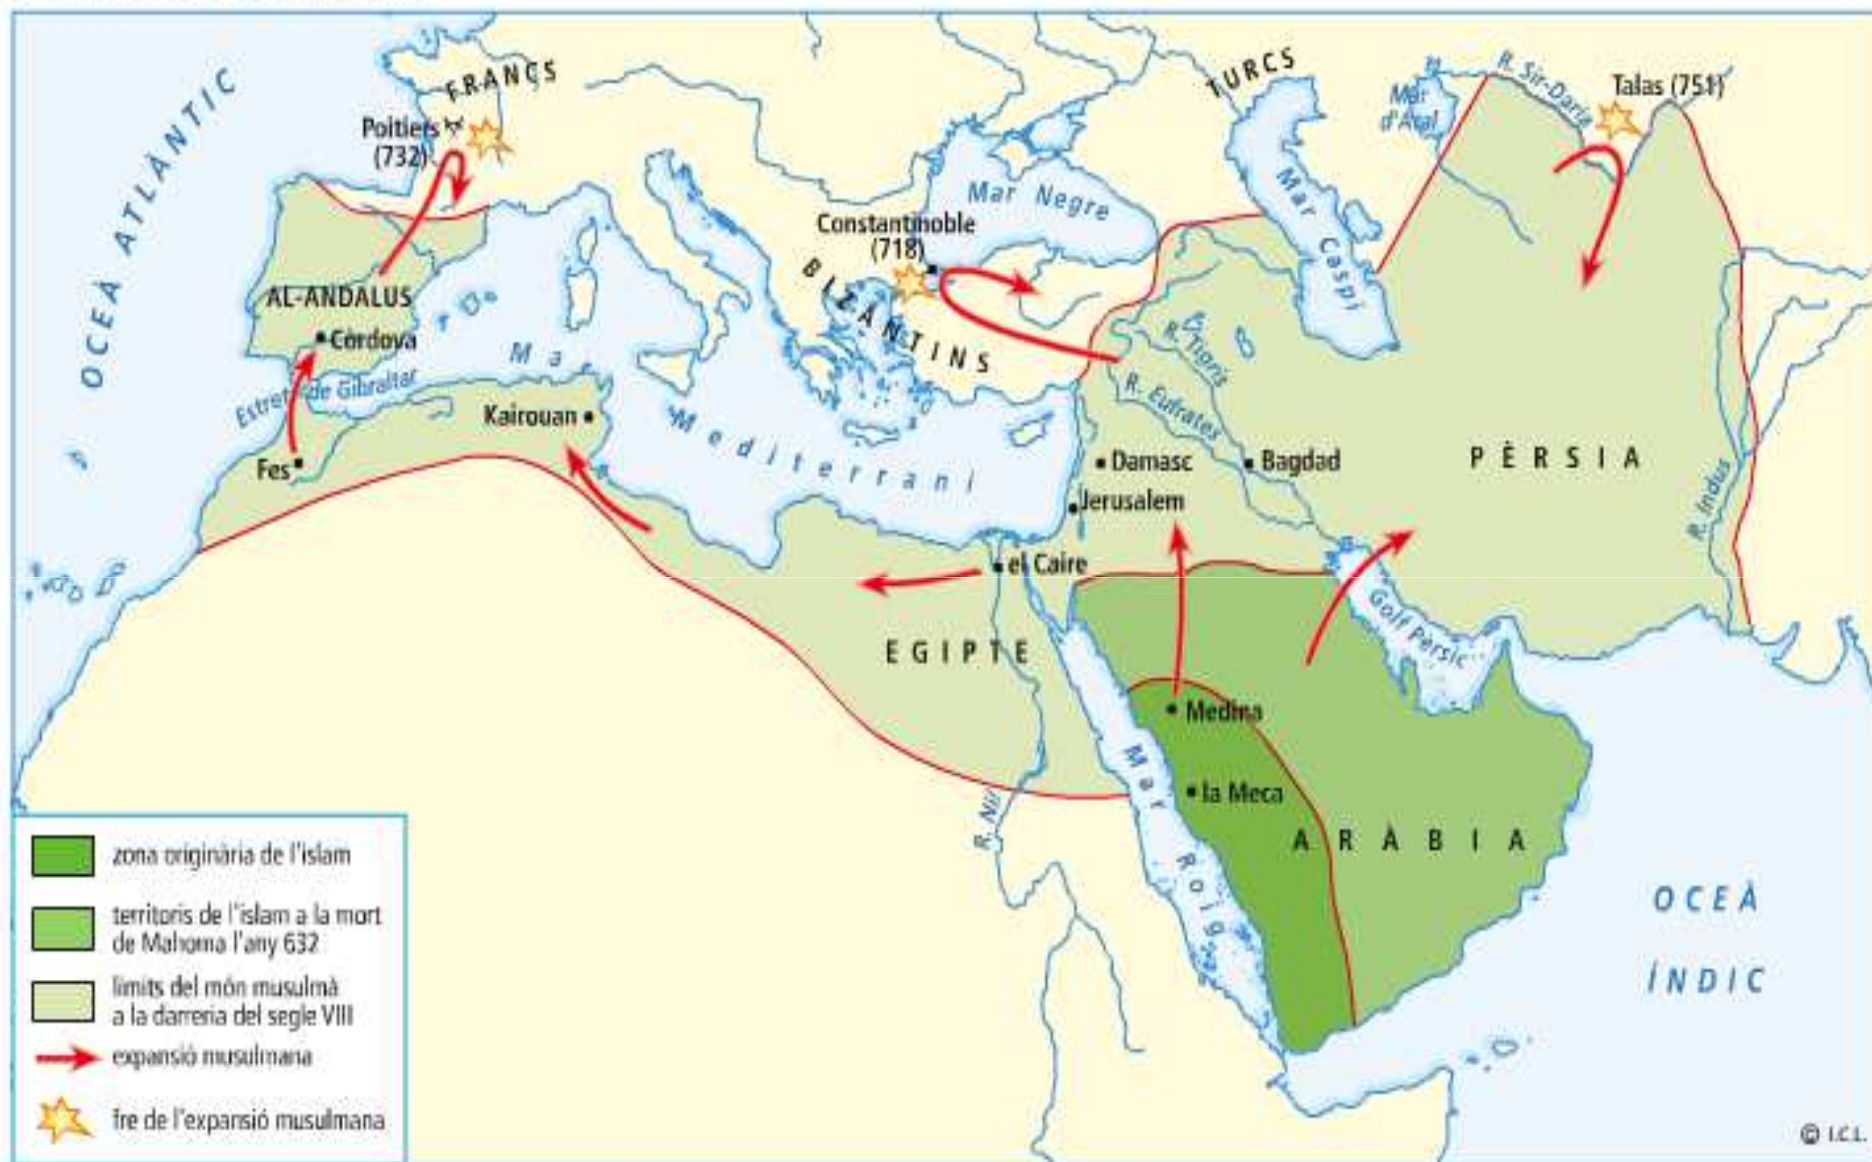 OCEÀ ATLÀNTIC
FRANCS
Poitiers
(732)
TURCS
Mar
d'Aral
R. Sir-Darià
Talas (751)
Mar Negre
Mar Caspi
Constantinoble
(718)
BIZANTINS
AL-ANDALUS
Còrdova
Estret de Gibraltar
Mar
Mediterrani
Kairouan
Fes
R. Tigris
R. Eufrates
Damasc
Bagdad
PÈRSIA
Jerusalem
R. Indus
el Caire
Golf Pèrsic
EGIPTE
Medina
la Meca
Mar Roig
ARÀBIA
R. Nil
OCEÀ
ÍNDIC
zona originària de l'islam
territoris de l'islam a la mort
de Mahoma l'any 632
límits del món musulmà
a la darreria del segle VIII
expansió musulmana
fre de l'expansió musulmana
© I.C.L.